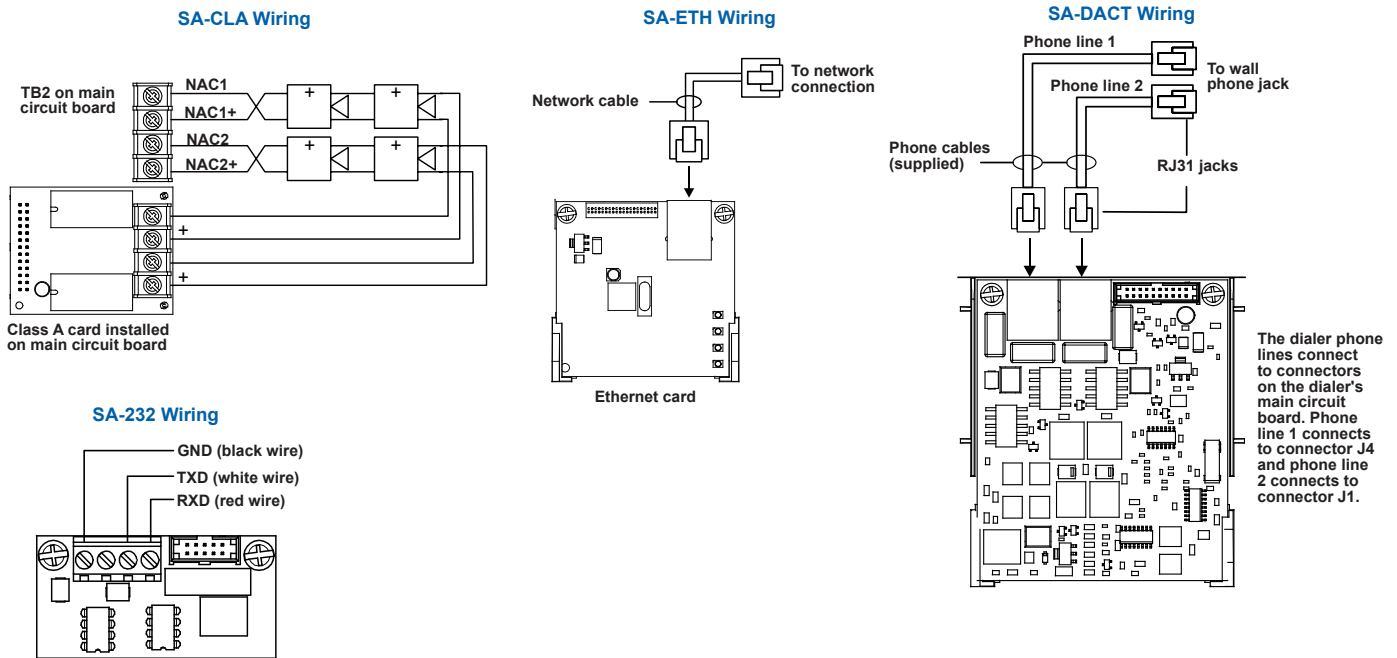 SA-CLA Wiring
TB2 on main
circuit board
NAC1
NAC1+
NAC2
NAC2+
+
+
+
+
+
+
Class A card installed
on main circuit board
SA-ETH Wiring
Network cable
To network
connection
Ethernet card
SA-DACT Wiring
Phone line 1
Phone line 2
To wall
phone jack
Phone cables
(supplied)
RJ31 jacks
The dialer phone
lines connect
to connectors
on the dialer's
main circuit
board. Phone
line 1 connects
to connector J4
and phone line
2 connects to
connector J1.
SA-232 Wiring
GND (black wire)
TXD (white wire)
RXD (red wire)